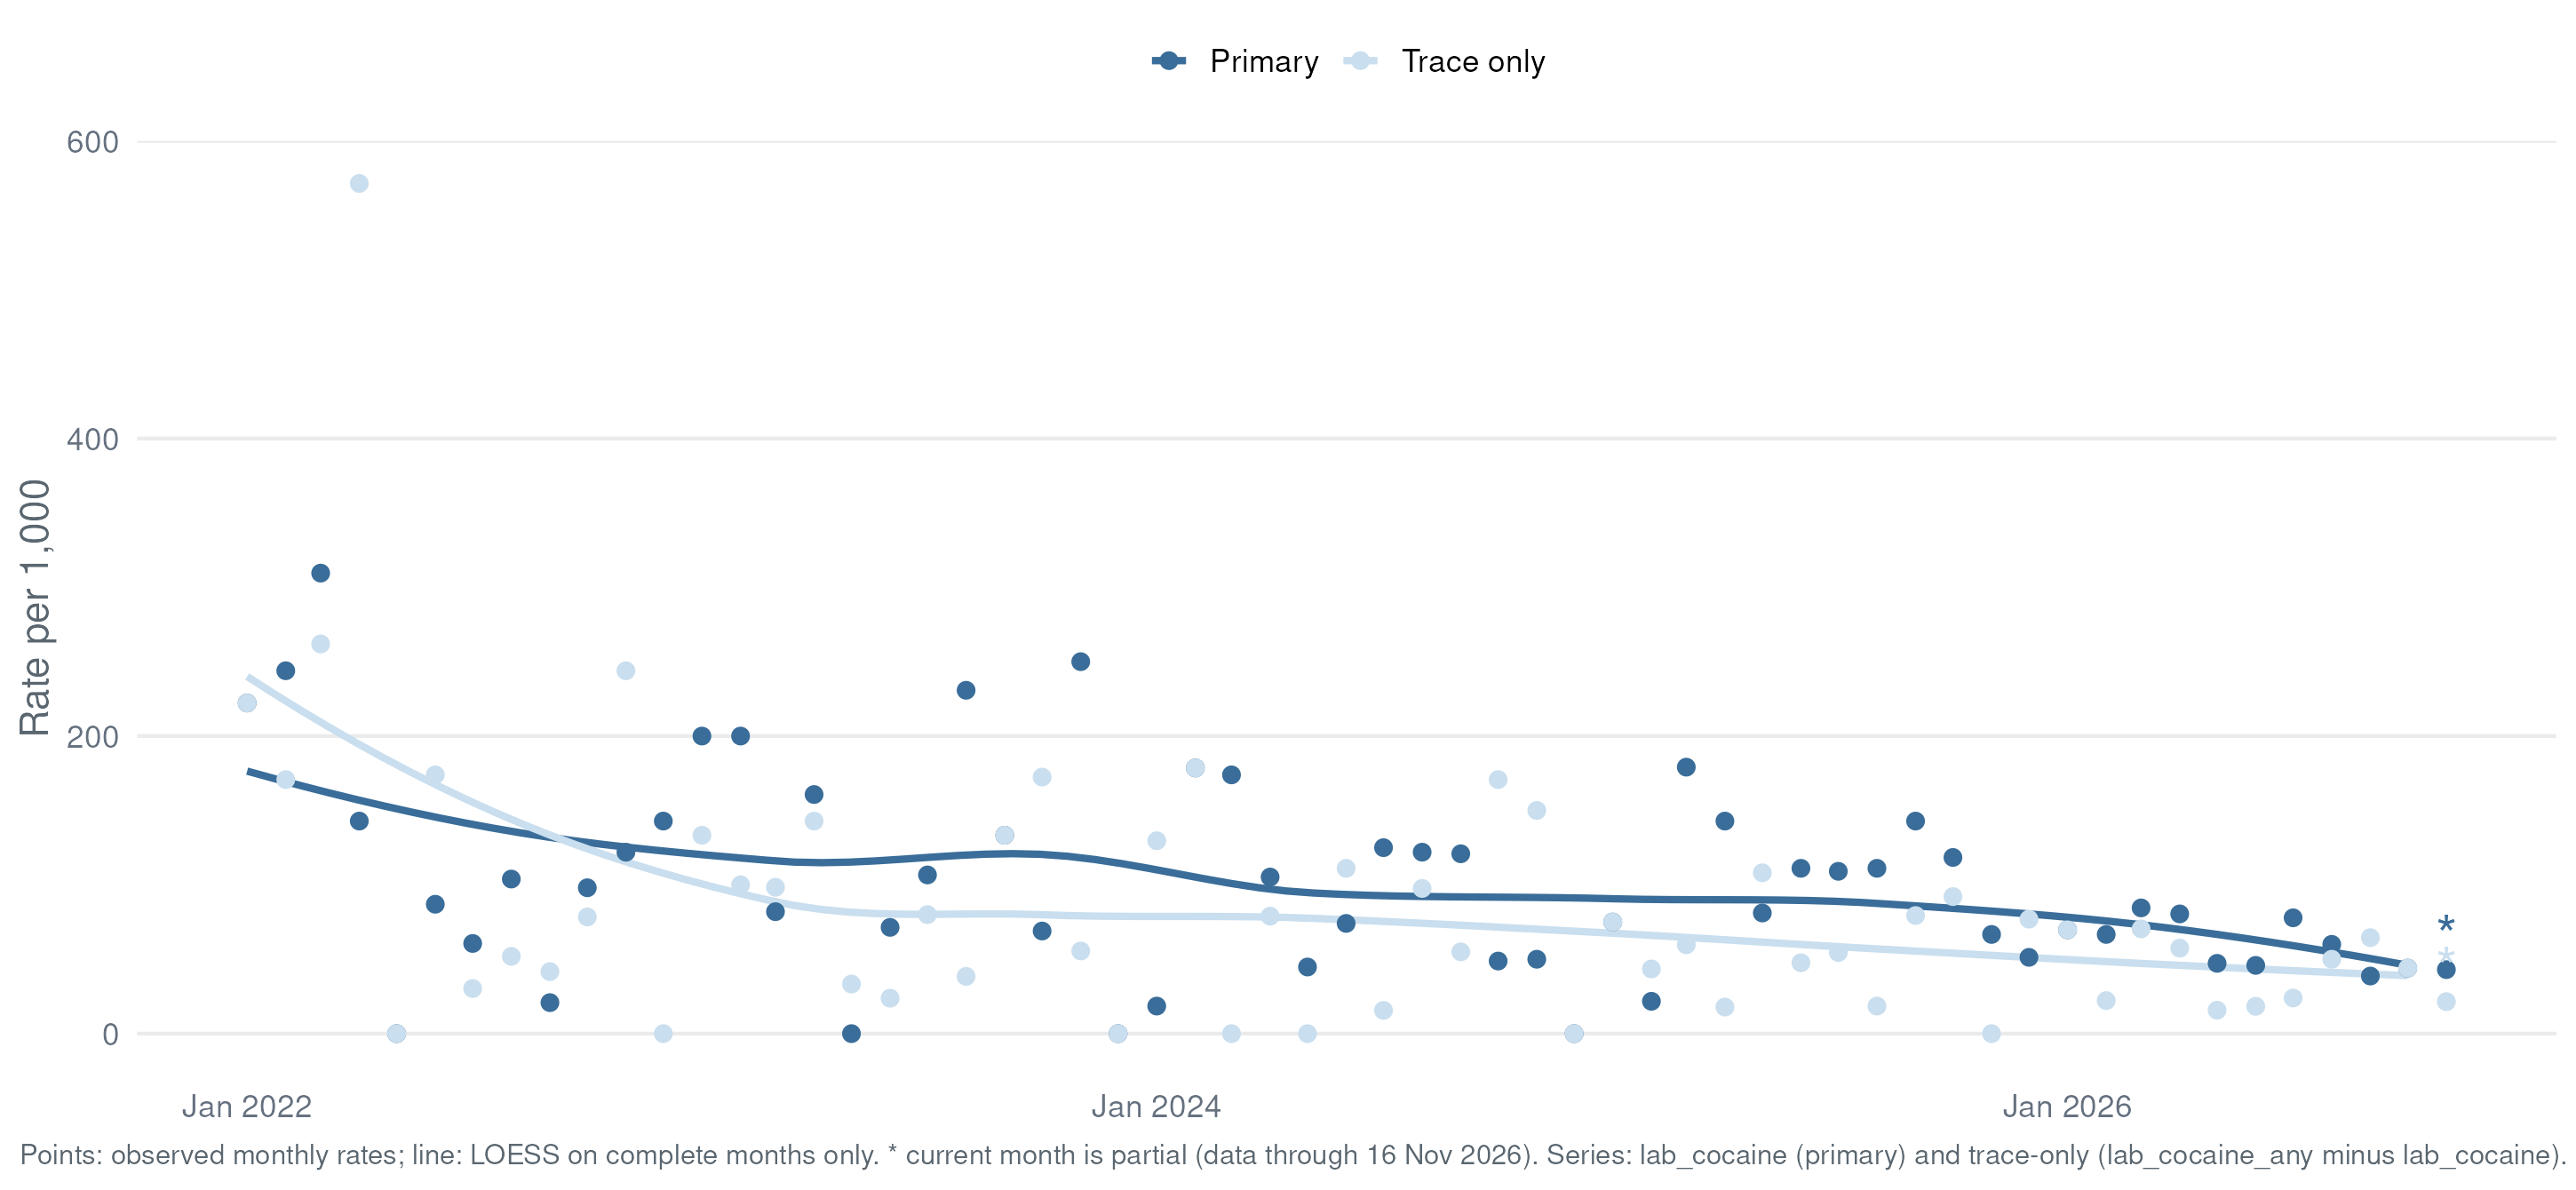 Primary Trace only
600
400
200
0
Rate per 1,000
*
*
Jan 2022 Jan 2024 Jan 2026
Points: observed monthly rates; line: LOESS on complete months only. * current month is partial (data through 16 Nov 2026). Series: lab_cocaine (primary) and trace-only (lab_cocaine_any minus lab_cocaine).